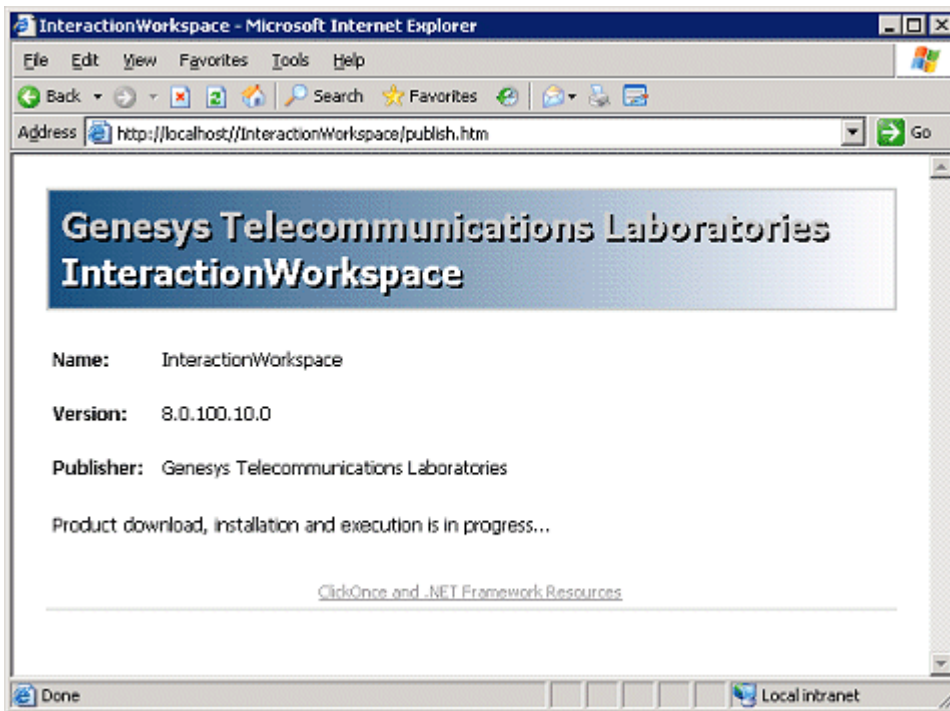 InteractionWorkspace - Microsoft Internet Explorer
File Edit View Favorites Tools Help
Back Search Favorites
Address http://localhost//InteractionWorkspace/publish.htm Go
Genesys Telecommunications Laboratories
InteractionWorkspace
Name: InteractionWorkspace
Version: 8.0.100.10.0
Publisher: Genesys Telecommunications Laboratories
Product download, installation and execution is in progress...
ClickOnce and .NET Framework Resources
Done Local intranet